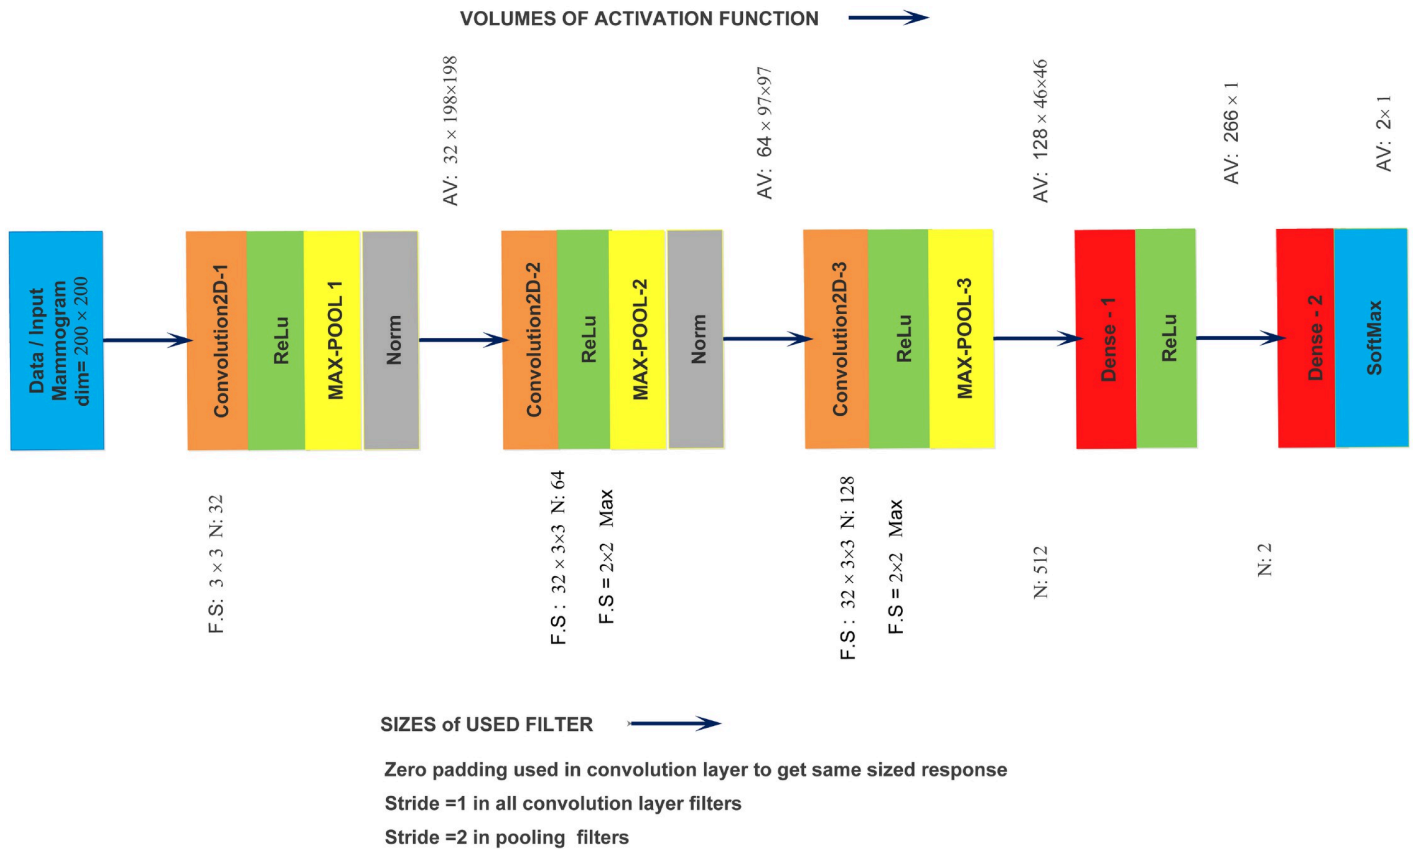 VOLUMES OF ACTIVATION FUNCTION
AV: 32 × 198×198
AV: 64 × 97×97
AV: 128 × 46×46
AV: 266 × 1
AV: 2× 1
Data / Input
Mammogram
dim= 200 × 200
Convolution2D-1
ReLu
MAX-POOL 1
Norm
Convolution2D-2
ReLu
MAX-POOL-2
Norm
Convolution2D-3
ReLu
MAX-POOL-3
Dense - 1
ReLu
Dense - 2
SoftMax
F.S: 3 × 3 N: 32
F.S : 32 × 3×3 N: 64
F.S = 2×2 Max
F.S : 32 × 3×3 N: 128
F.S = 2×2 Max
N: 512
N: 2
SIZES of USED FILTER
Zero padding used in convolution layer to get same sized response
Stride =1 in all convolution layer filters
Stride =2 in pooling filters